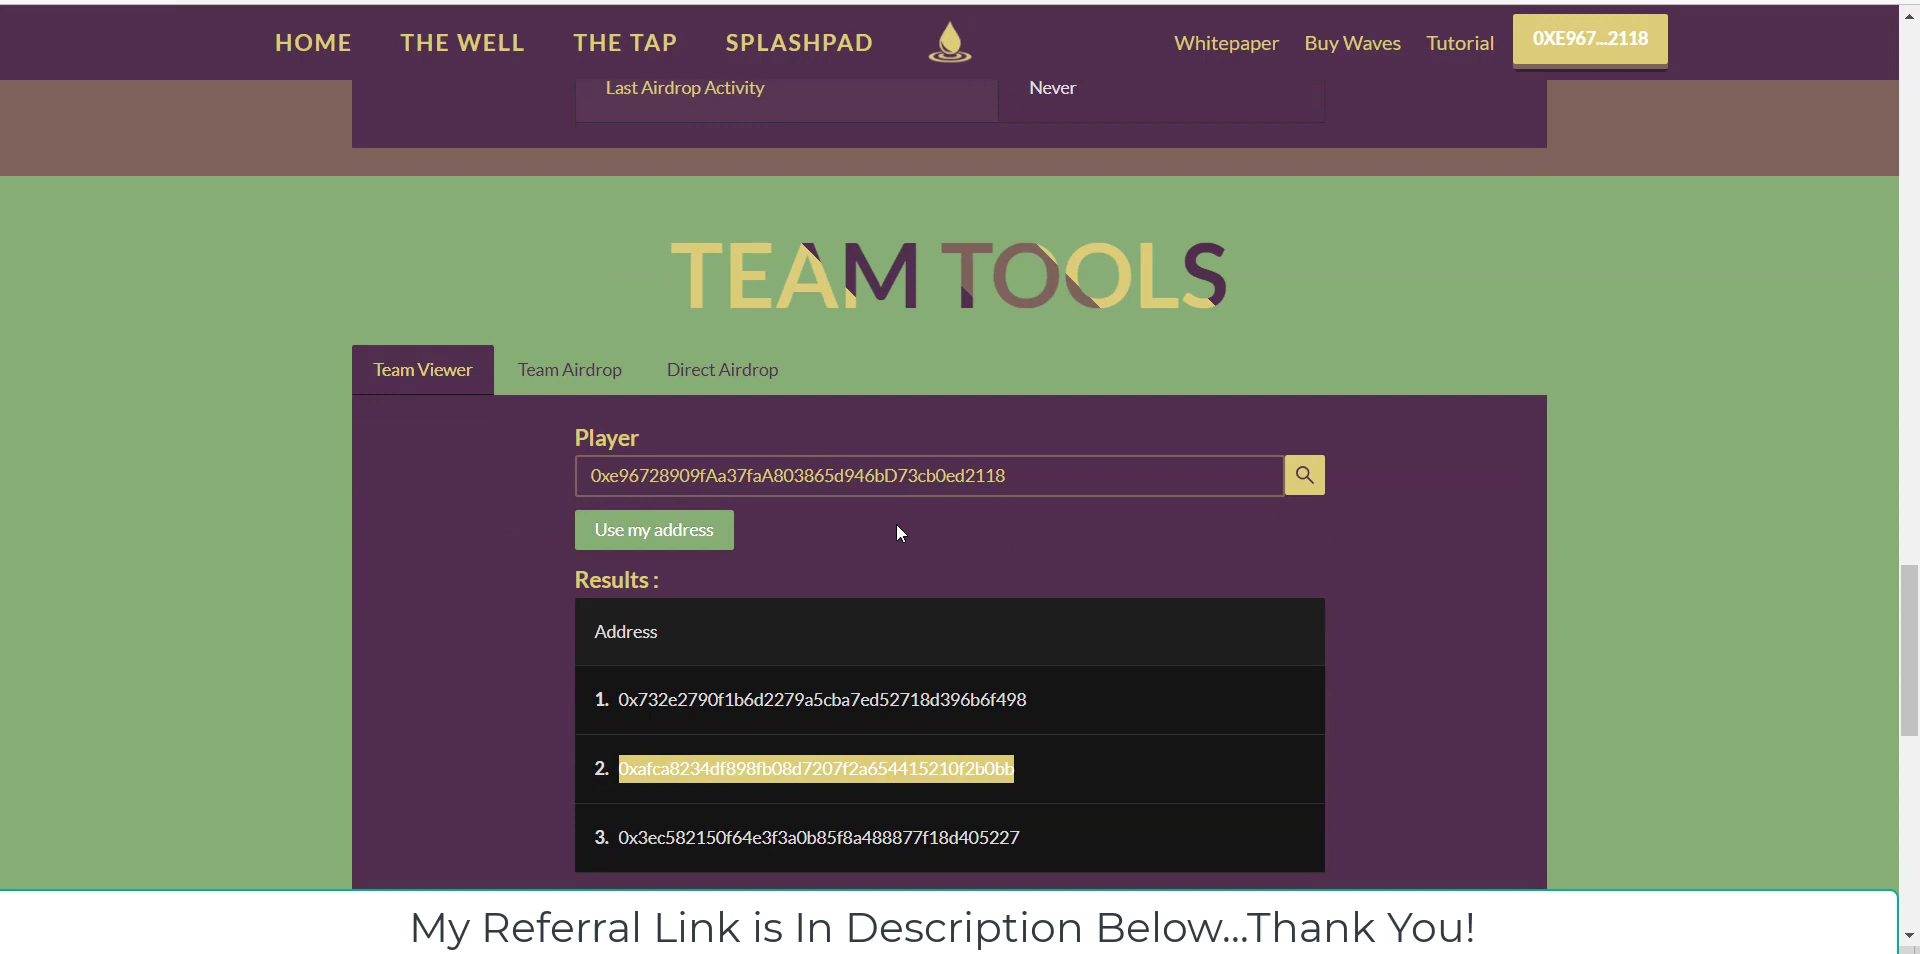 HOME THE WELL THE TAP SPLASHPAD Whitepaper Buy Waves Tutorial 0XE967...2118
Last Airdrop Activity Never
TEAM TOOLS
Team Viewer Team Airdrop Direct Airdrop
Player
0xe96728909fAa37faA803865d946bD73cb0ed2118
Use my address
Results :
Address
1. 0x732e2790f1b6d2279a5cba7ed52718d396b6f498
2. 0xafca8234df898fb08d7207f2a654415210f2b0bb
3. 0x3ec582150f64e3f3a0b85f8a488877f18d405227
My Referral Link is In Description Below...Thank You!